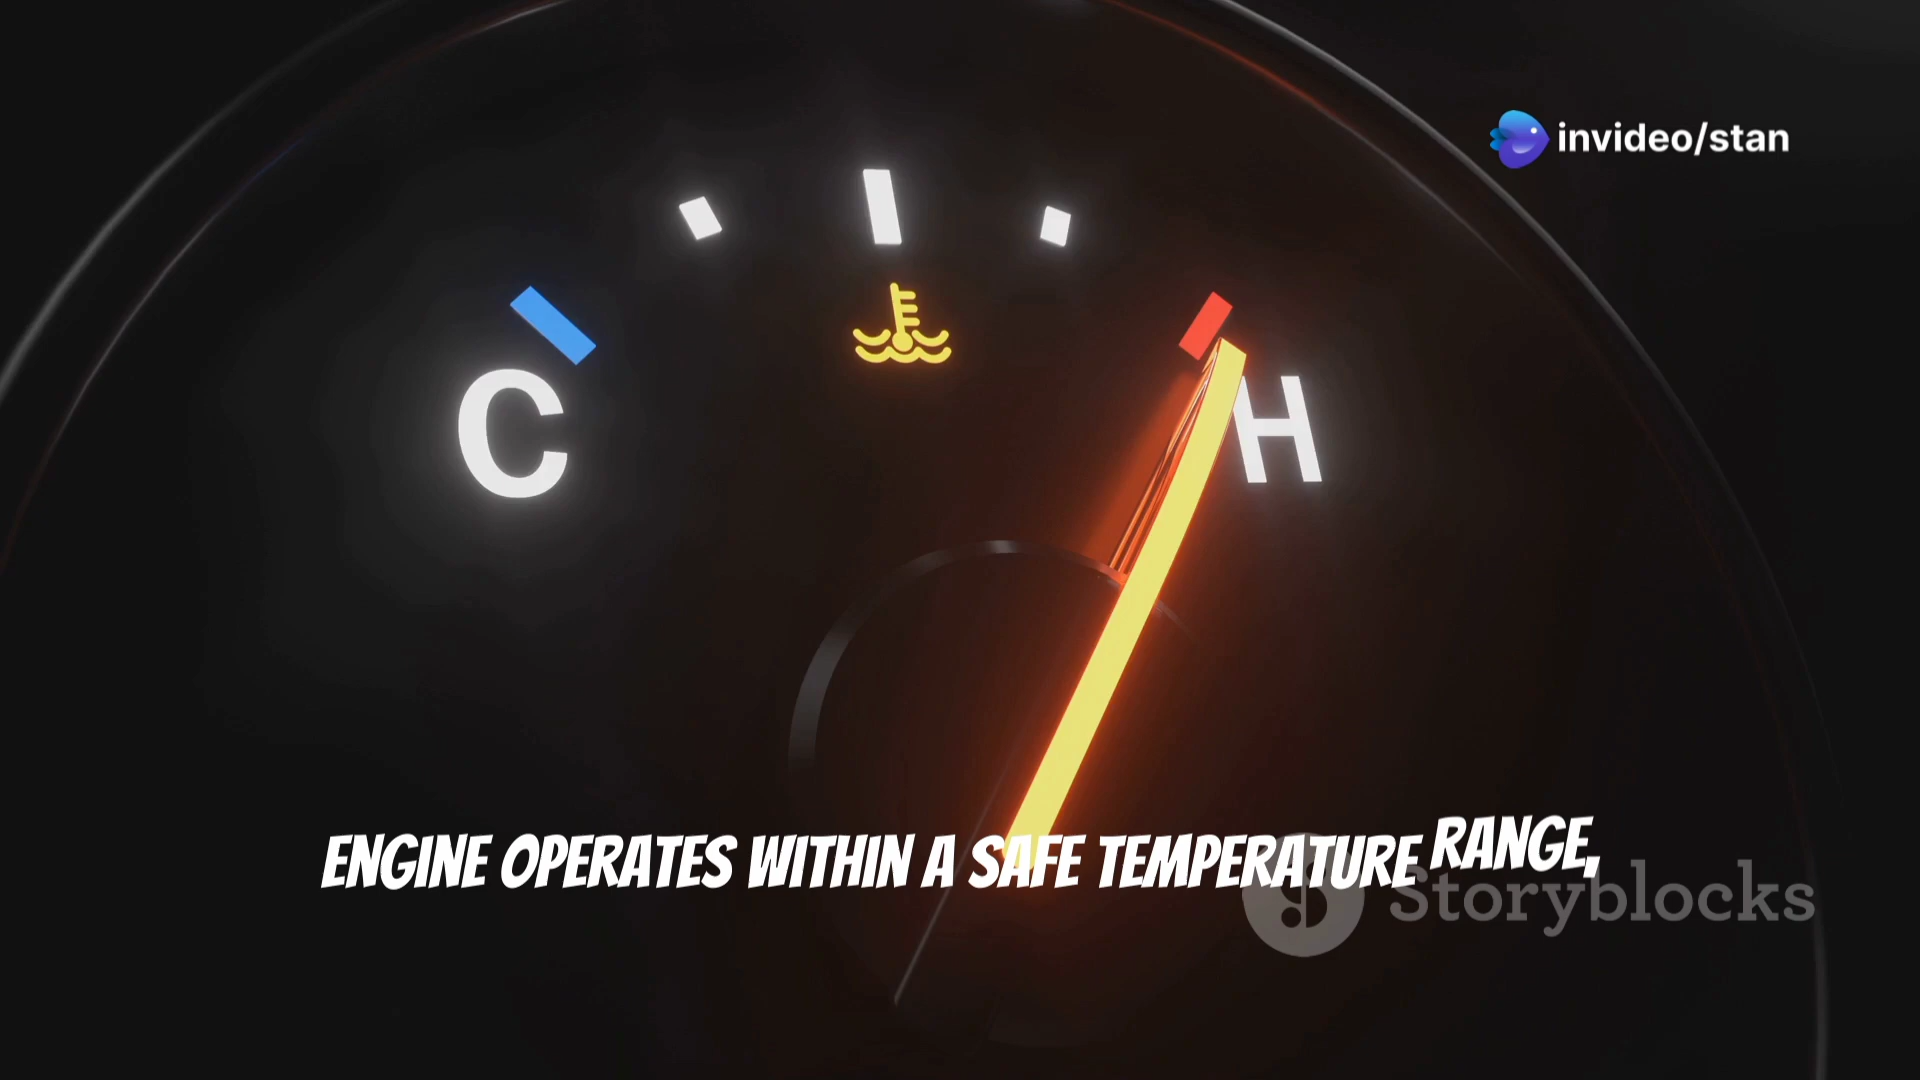 invideo/stan
C
H
ENGINE OPERATES WITHIN A SAFE TEMPERATURE RANGE,
Storyblocks